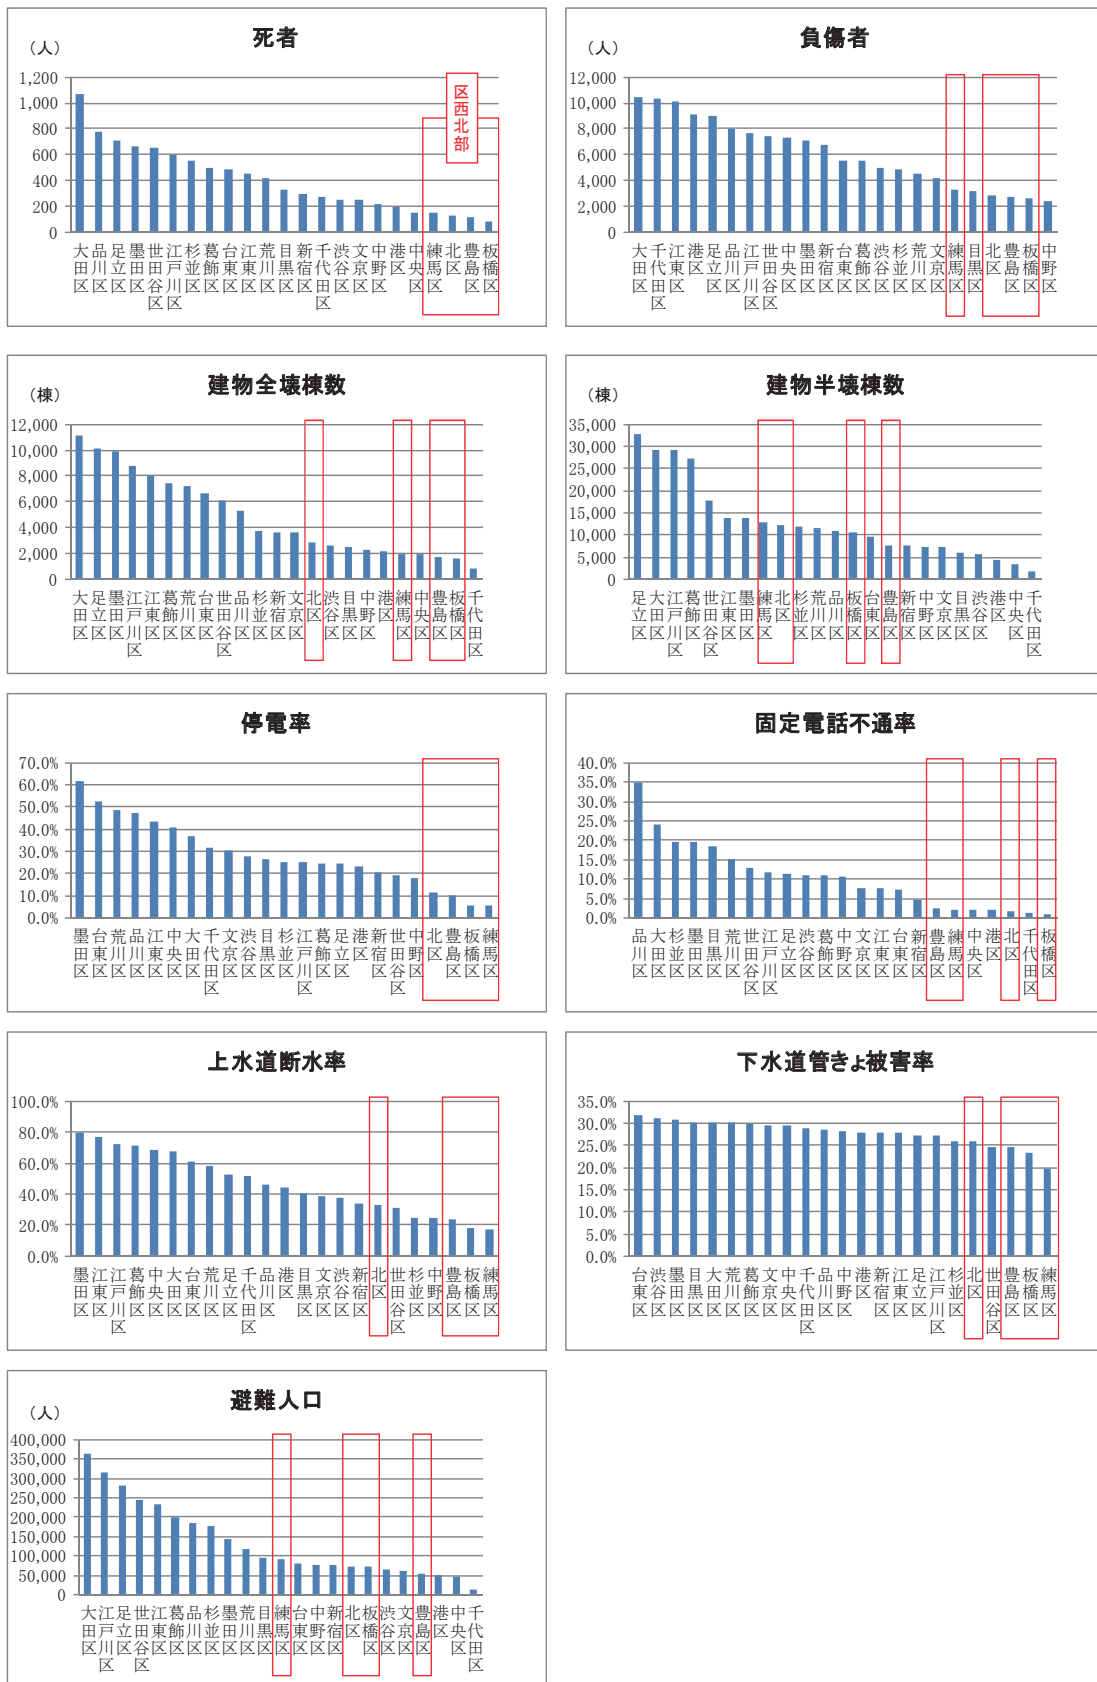 死者
（人）
1,200
1,000
800
600
400
200
0
区西北部
大田区 品川区 足立区 墨田区 世田谷区 江戸川区 杉並区 葛飾区 台東区 江東区 荒川区 目黒区 新宿区 千代田区 渋谷区 文京区 中野区 港区 中央区 練馬区 北区 豊島区 板橋区
負傷者
（人）
12,000
10,000
8,000
6,000
4,000
2,000
0
大田区 千代田区 江東区 港区 足立区 品川区 江戸川区 世田谷区 中央区 墨田区 新宿区 台東区 葛飾区 渋谷区 杉並区 荒川区 文京区 練馬区 目黒区 北区 豊島区 板橋区 中野区
建物全壊棟数
（棟）
12,000
10,000
8,000
6,000
4,000
2,000
0
大田区 足立区 墨田区 江戸川区 江東区 葛飾区 荒川区 台東区 世田谷区 品川区 杉並区 新宿区 文京区 北区 渋谷区 目黒区 中野区 港区 練馬区 中央区 豊島区 板橋区 千代田区
建物半壊棟数
（棟）
35,000
30,000
25,000
20,000
15,000
10,000
5,000
0
足立区 大田区 江戸川区 葛飾区 世田谷区 江東区 墨田区 練馬区 北区 杉並区 荒川区 品川区 板橋区 台東区 豊島区 新宿区 中野区 文京区 目黒区 渋谷区 港区 中央区 千代田区
停電率
70.0%
60.0%
50.0%
40.0%
30.0%
20.0%
10.0%
0.0%
墨田区 台東区 荒川区 品川区 江東区 中央区 大田区 千代田区 文京区 渋谷区 目黒区 杉並区 江戸川区 葛飾区 足立区 港区 新宿区 世田谷区 中野区 北区 豊島区 板橋区 練馬区
固定電話不通率
40.0%
35.0%
30.0%
25.0%
20.0%
15.0%
10.0%
5.0%
0.0%
品川区 大田区 杉並区 墨田区 目黒区 荒川区 世田谷区 江戸川区 足立区 渋谷区 葛飾区 中野区 文京区 江東区 台東区 新宿区 豊島区 練馬区 中央区 港区 北区 千代田区 板橋区
上水道断水率
100.0%
80.0%
60.0%
40.0%
20.0%
0.0%
墨田区 江東区 江戸川区 葛飾区 中央区 大田区 台東区 荒川区 足立区 千代田区 品川区 港区 目黒区 文京区 渋谷区 新宿区 北区 世田谷区 杉並区 中野区 豊島区 板橋区 練馬区
下水道管きょ被害率
35.0%
30.0%
25.0%
20.0%
15.0%
10.0%
5.0%
0.0%
台東区 渋谷区 墨田区 目黒区 大田区 荒川区 葛飾区 文京区 中央区 千代田区 品川区 中野区 港区 新宿区 江東区 足立区 江戸川区 杉並区 北区 世田谷区 豊島区 板橋区 練馬区
避難人口
（人）
400,000
350,000
300,000
250,000
200,000
150,000
100,000
50,000
0
大田区 江戸川区 足立区 世田谷区 江東区 葛飾区 品川区 杉並区 墨田区 荒川区 目黒区 練馬区 台東区 中野区 新宿区 北区 板橋区 渋谷区 文京区 豊島区 港区 中央区 千代田区